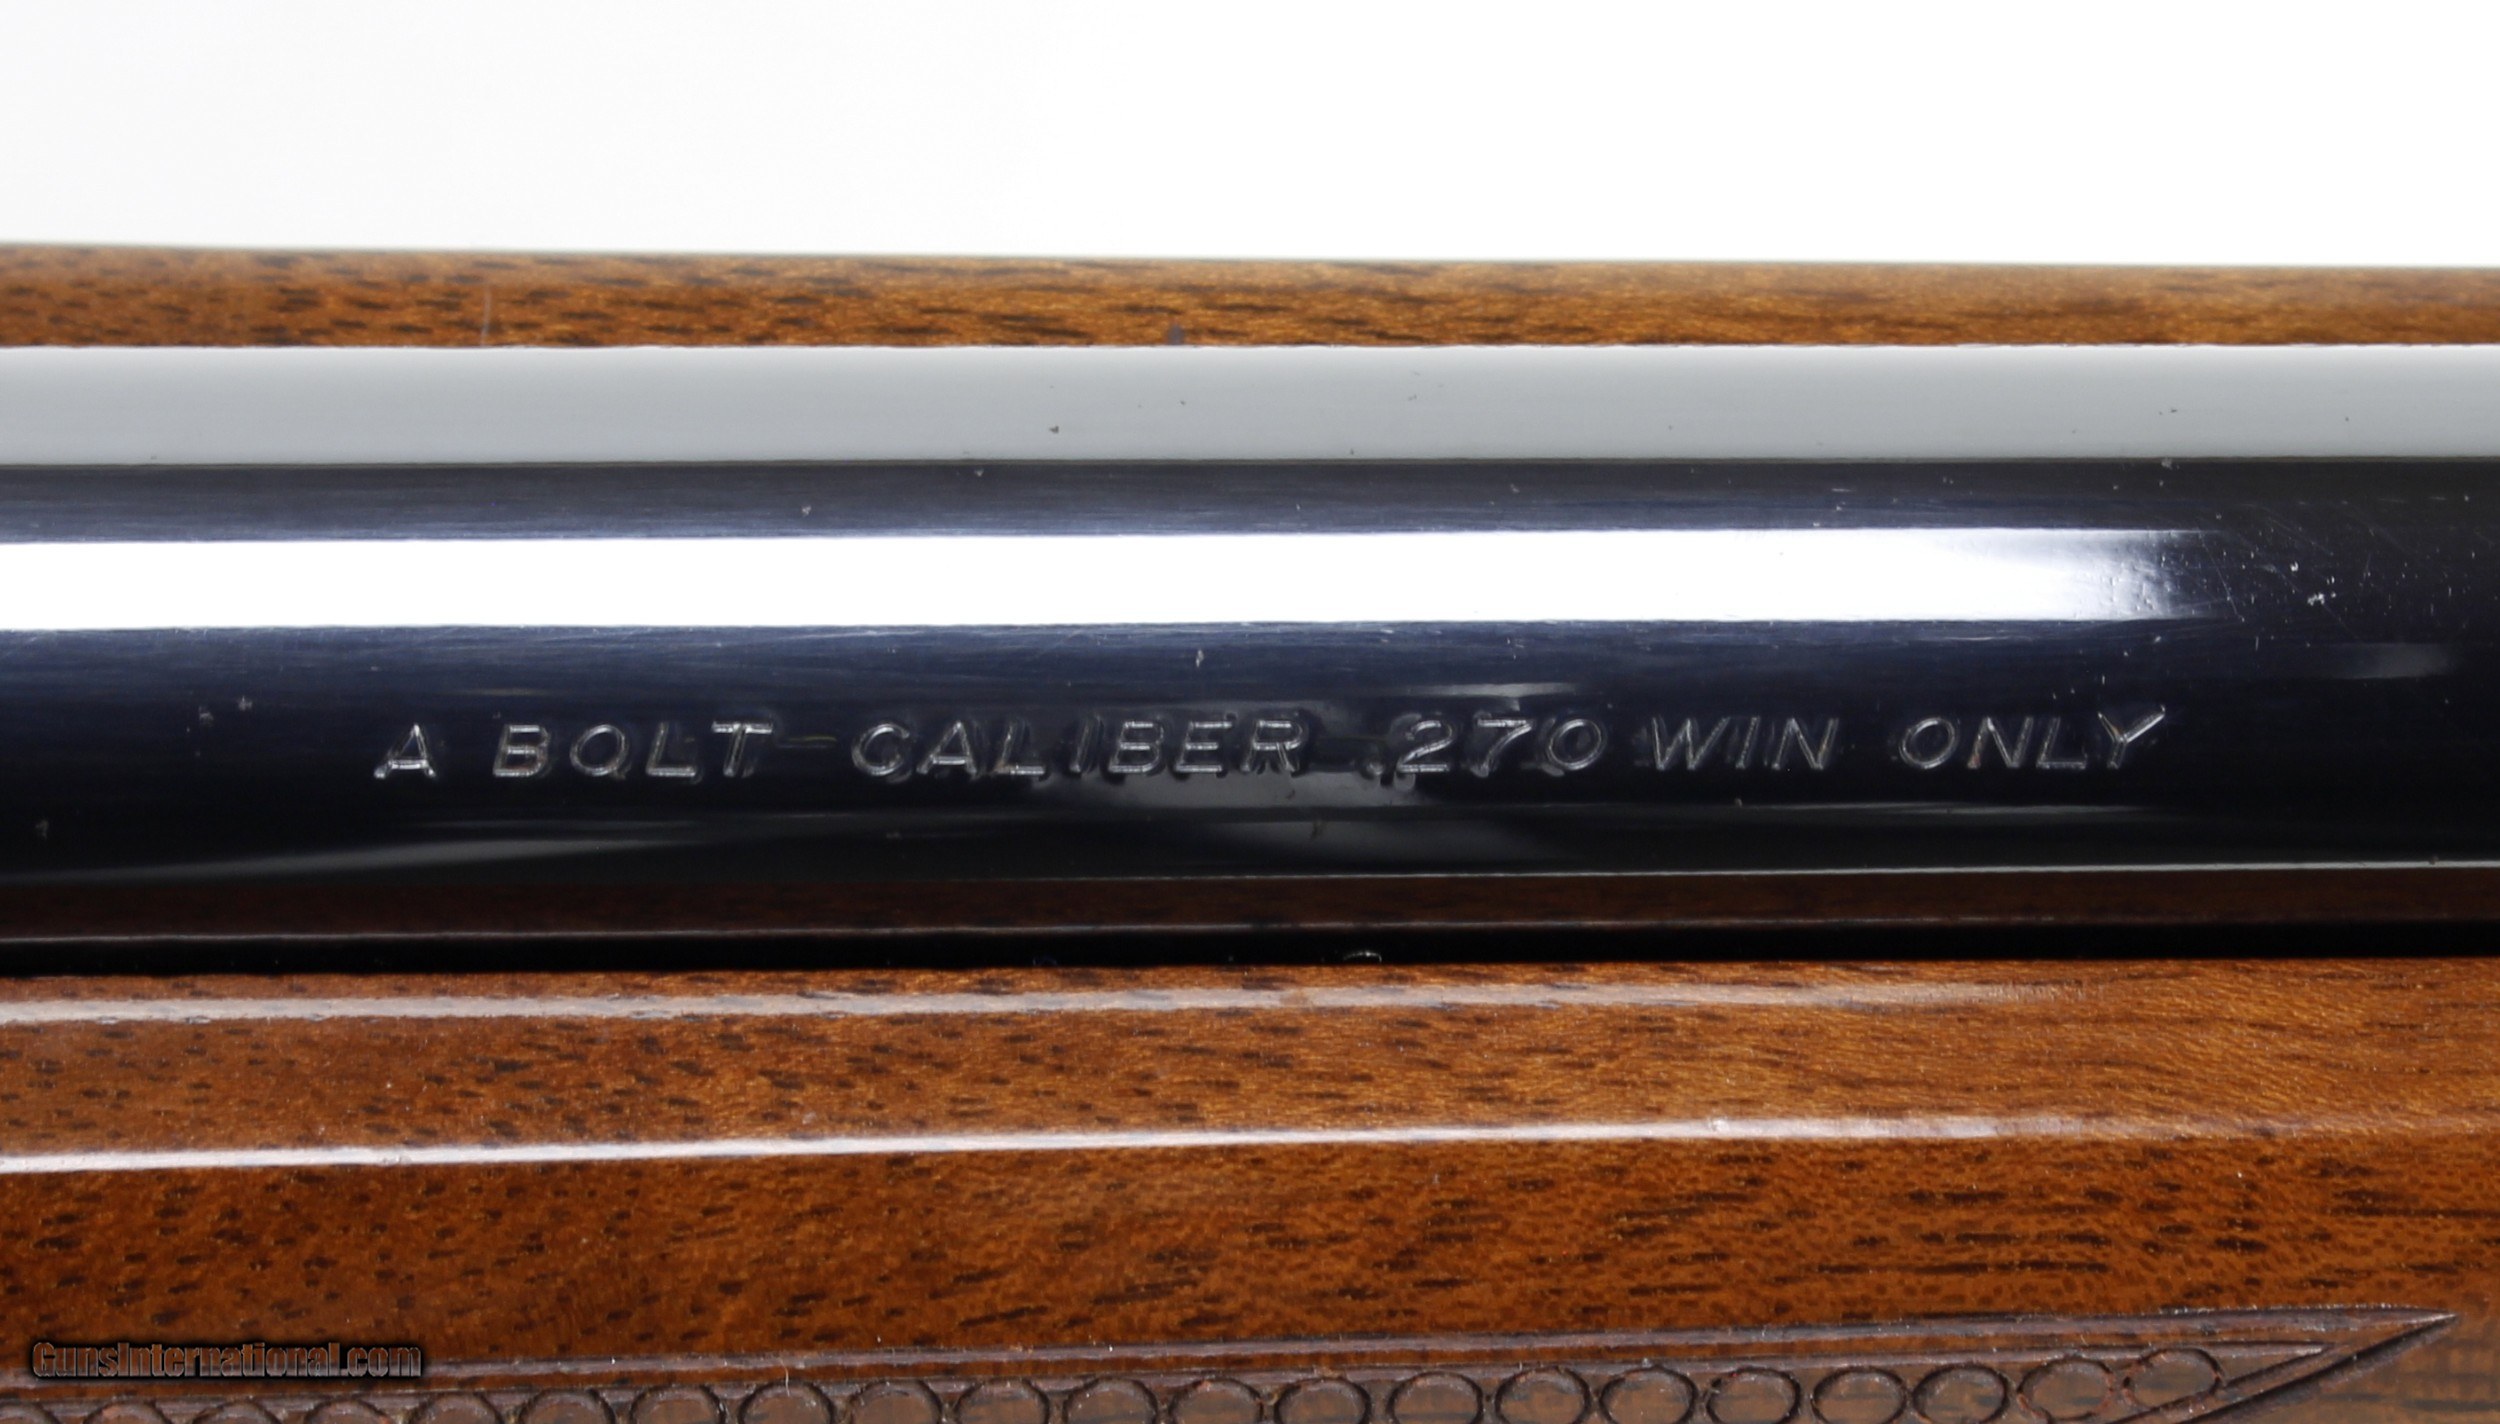 A BOLT CALIBER .270 WIN ONLY
GunsInternational.com